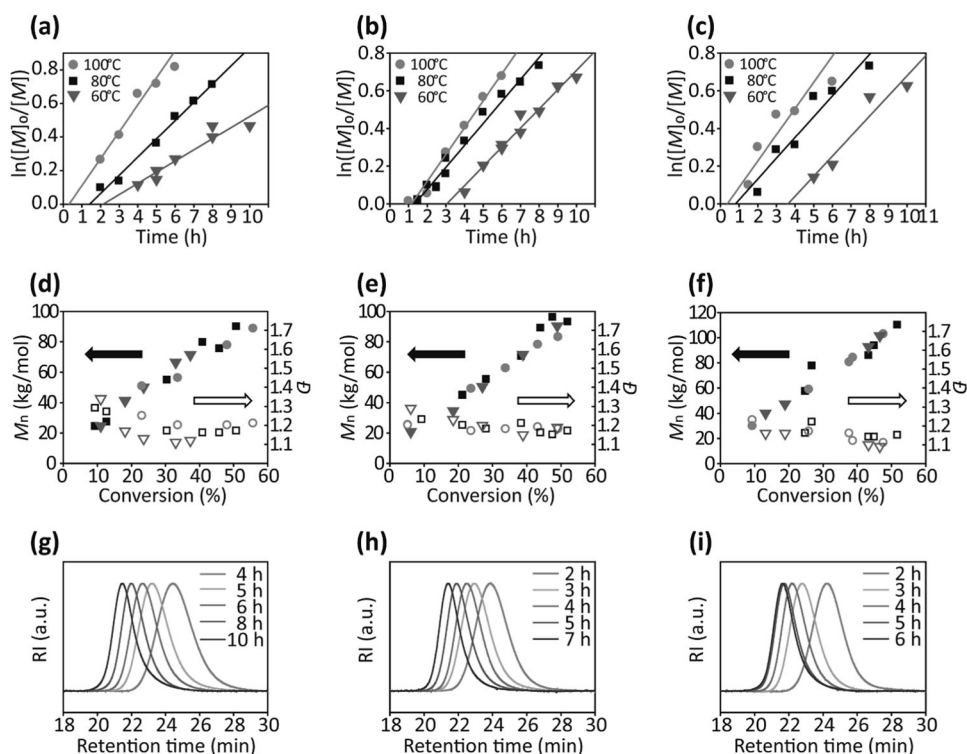 (a)
ln([M]₀/[M])
0.8
0.6
0.4
0.2
0.0
100°C
80°C
60°C
0 1 2 3 4 5 6 7 8 9 10
Time (h)
(b)
ln([M]₀/[M])
0.8
0.6
0.4
0.2
0.0
100°C
80°C
60°C
0 1 2 3 4 5 6 7 8 9 10
Time (h)
(c)
ln([M]₀/[M])
0.8
0.6
0.4
0.2
0.0
100°C
80°C
60°C
0 1 2 3 4 5 6 7 8 9 10 11
Time (h)
(d)
Mn (kg/mol)
100
80
60
40
20
0
1.7
1.6
1.5
1.4
1.3
1.2
1.1
Đ
0 10 20 30 40 50 60
Conversion (%)
(e)
Mn (kg/mol)
100
80
60
40
20
0
1.7
1.6
1.5
1.4
1.3
1.2
1.1
Đ
0 10 20 30 40 50 60
Conversion (%)
(f)
Mn (kg/mol)
120
100
80
60
40
20
0
1.7
1.6
1.5
1.4
1.3
1.2
1.1
Đ
0 10 20 30 40 50 60
Conversion (%)
(g)
RI (a.u.)
4 h
5 h
6 h
8 h
10 h
18 20 22 24 26 28 30
Retention time (min)
(h)
RI (a.u.)
2 h
3 h
4 h
5 h
7 h
18 20 22 24 26 28 30
Retention time (min)
(i)
RI (a.u.)
2 h
3 h
4 h
5 h
6 h
18 20 22 24 26 28 30
Retention time (min)